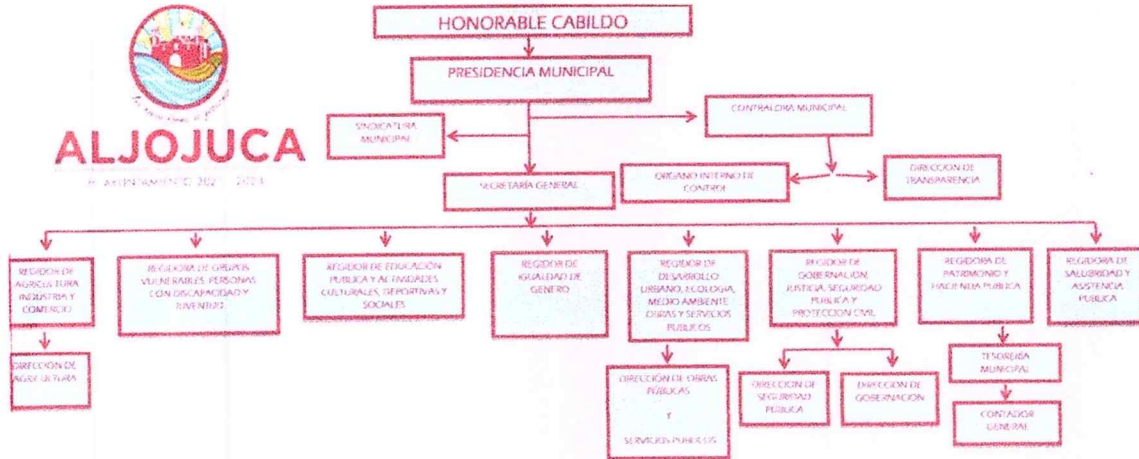 HONORABLE CABILDO
PRESIDENCIA MUNICIPAL
SINDICATURA
MUNICIPAL
CONTRALORA MUNICIPAL
ALJOJUCA
H. AYUNTAMIENTO 2021 - 2024
SECRETARÍA GENERAL
ORGANO INTERNO DE
CONTROL
DIRECCION DE
TRANSPARENCIA
REGIDOR DE
AGRICULTURA
INDUSTRIA Y
COMERCIO
REGIDORA DE GRUPOS
VULNERABLES, PERSONAS
CON DISCAPACIDAD Y
JUVENTUD
REGIDOR DE EDUCACIÓN
PUBLICA Y ACTIVIDADES
CULTURALES, DEPORTIVAS Y
SOCIALES
REGIDOR DE
IGUALDAD DE
GENERO
REGIDOR DE
DESARROLLO
URBANO, ECOLOGIA,
MEDIO AMBIENTE
OBRAS Y SERVICIOS
PUBLICOS
REGIDOR DE
GOBERNACION,
JUSTICIA, SEGURIDAD
PUBLICA Y
PROTECCION CIVIL
REGIDORA DE
PATRIMONIO Y
HACIENDA PUBLICA
REGIDORA DE
SALUBRIDAD Y
ASISTENCIA
PUBLICA
DIRECCIÓN DE
AGRICULTURA
DIRECCIÓN DE OBRAS
PÚBLICAS
Y
SERVICIOS PUBLICOS
DIRECCION DE
SEGURIDAD
PÚBLICA
DIRECCION DE
GOBERNACIÓN
TESORERIA
MUNICIPAL
CONTADOR
GENERAL